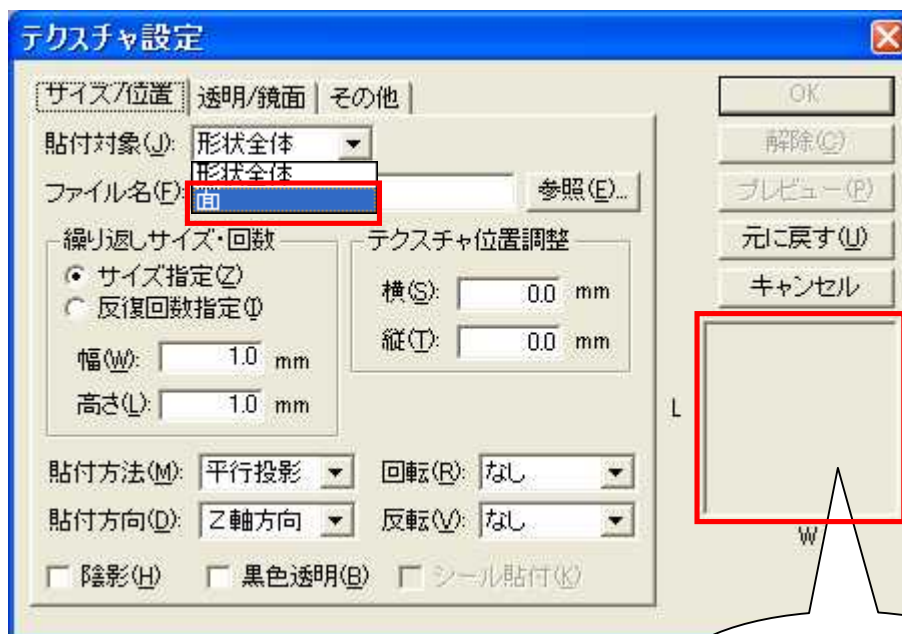 テクスチャ設定
サイズ/位置 透明/鏡面 その他
貼付対象(J): 形状全体
形状全体
面
ファイル名(F): 参照(E)...
繰り返しサイズ・回数
サイズ指定(Z)
反復回数指定(I)
幅(W): 1.0 mm
高さ(L): 1.0 mm
テクスチャ位置調整
横(S): 0.0 mm
縦(T): 0.0 mm
貼付方法(M): 平行投影 回転(R): なし
貼付方向(D): Z軸方向 反転(V): なし
陰影(H) 黒色透明(B) シール貼付(K)
OK
解除(C)
プレビュー(P)
元に戻す(U)
キャンセル
L
W